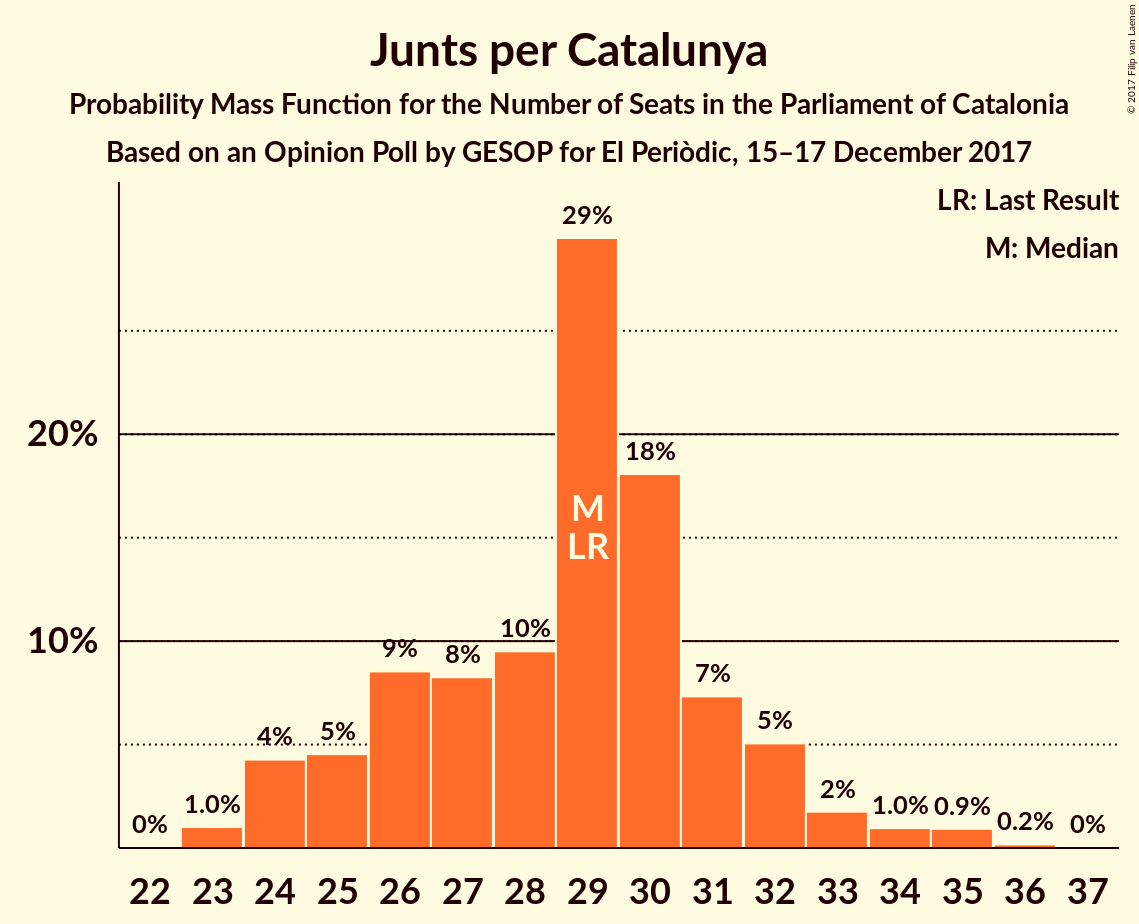 Junts per Catalunya
Probability Mass Function for the Number of Seats in the Parliament of Catalonia
Based on an Opinion Poll by GESOP for El Periòdic, 15–17 December 2017
© 2017 Filip van Laenen
LR: Last Result
M: Median
20%
10%
0% 1.0% 4% 5% 9% 8% 10% 29% 18% 7% 5% 2% 1.0% 0.9% 0.2% 0%
M
LR
22 23 24 25 26 27 28 29 30 31 32 33 34 35 36 37